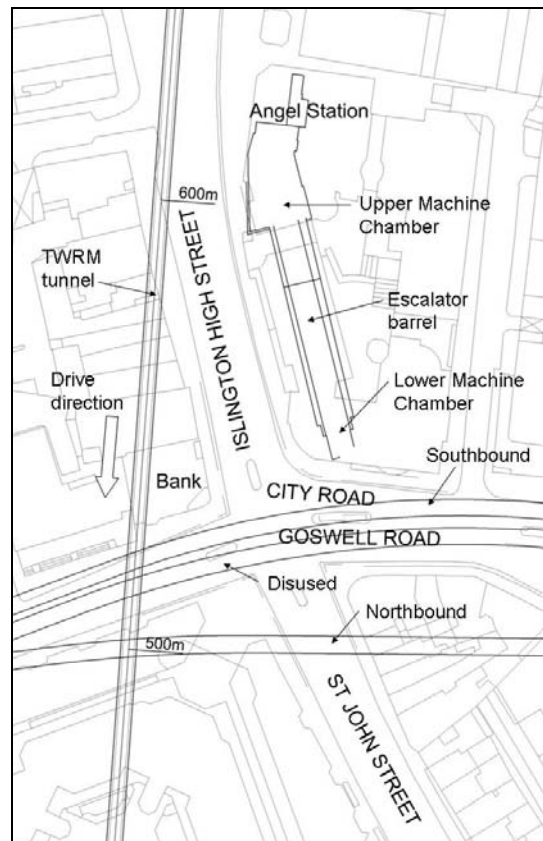 Angel Station
600m
Upper Machine
Chamber
TWRM
tunnel
ISLINGTON HIGH STREET
Escalator
barrel
Drive
direction
Lower Machine
Chamber
Southbound
Bank
CITY ROAD
GOSWELL ROAD
Disused
Northbound
500m
ST JOHN STREET